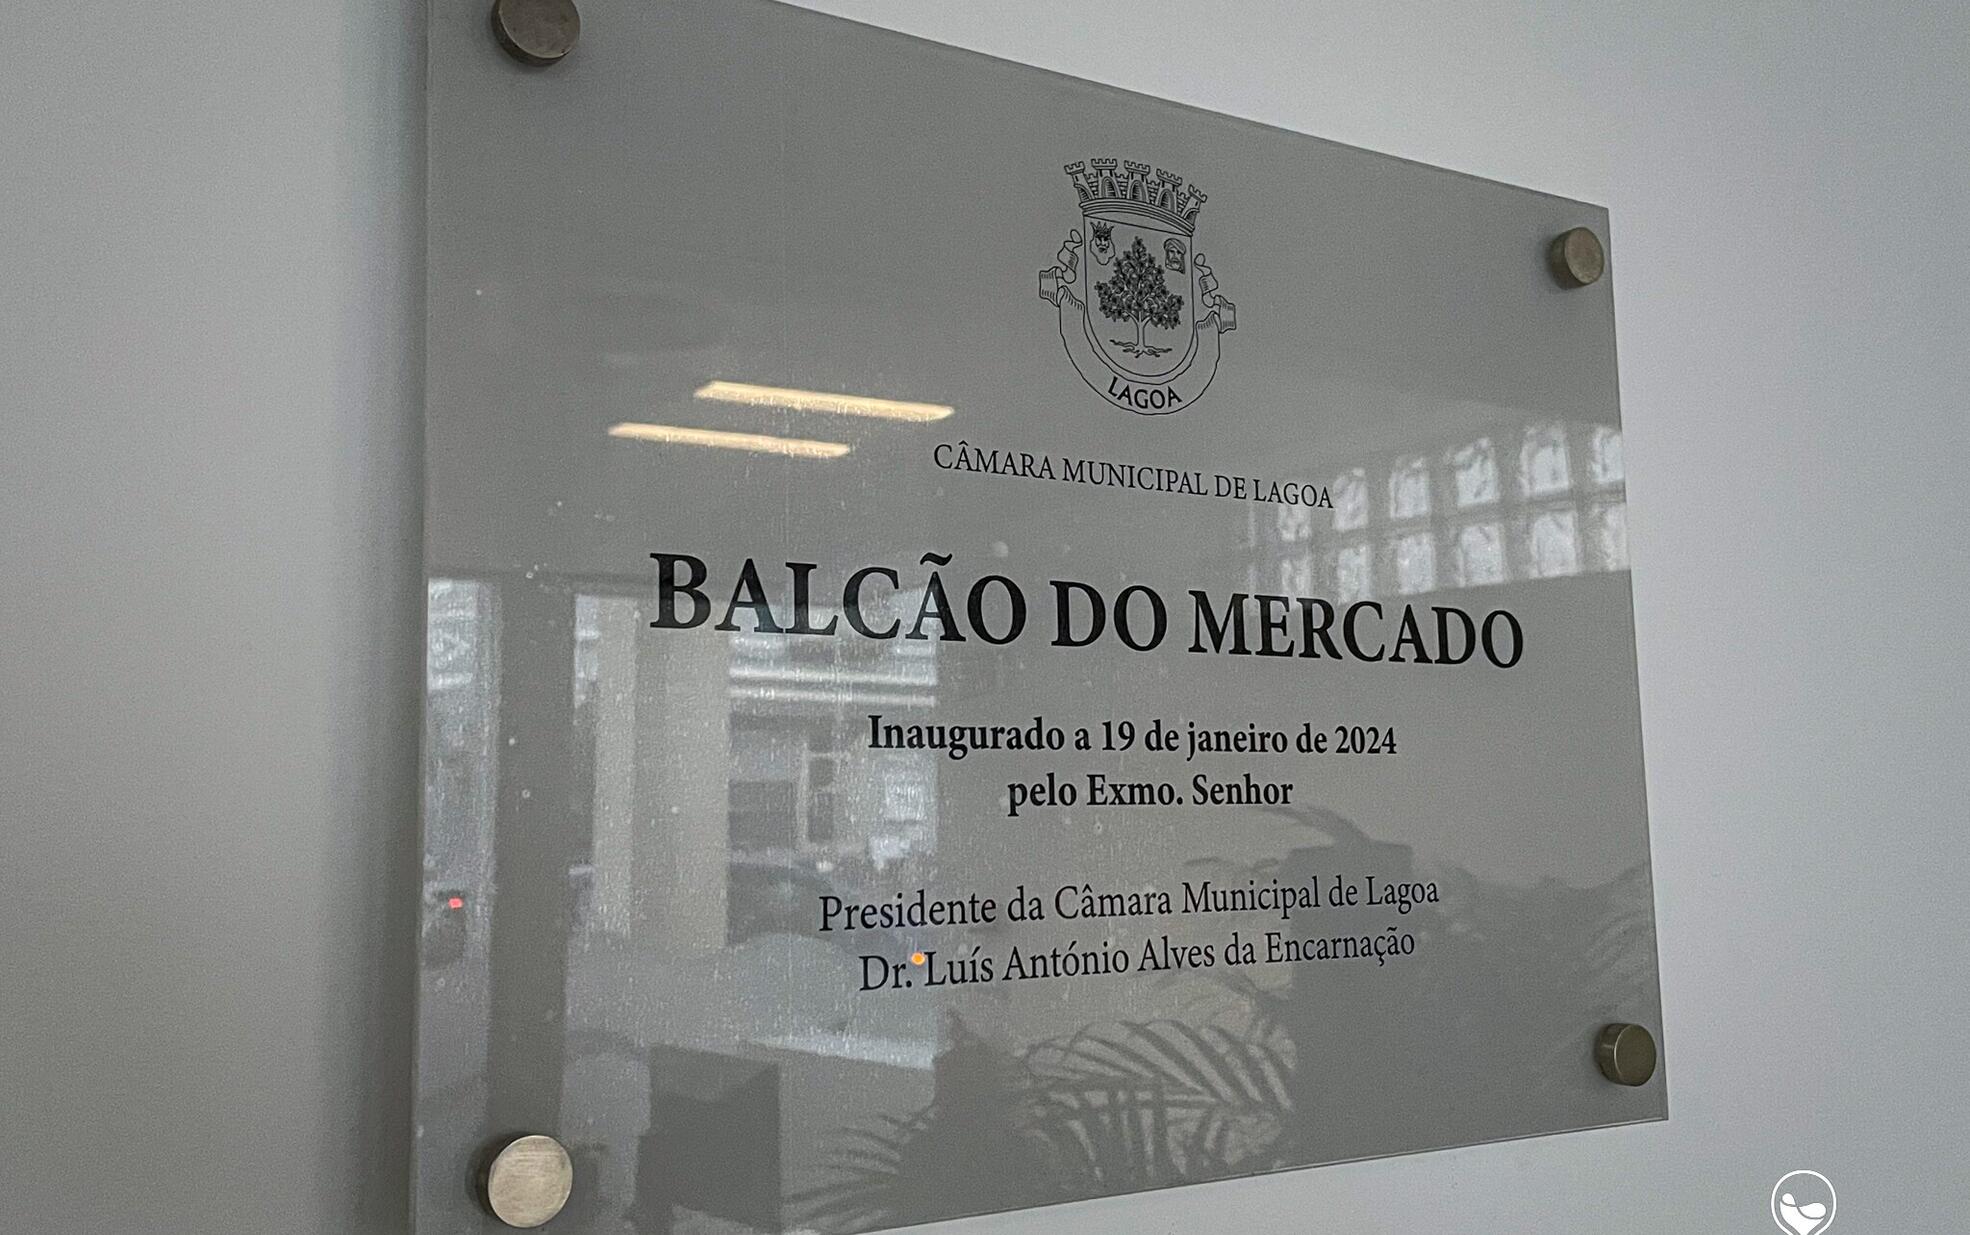 LAGOA
CÂMARA MUNICIPAL DE LAGOA
BALCÃO DO MERCADO
Inaugurado a 19 de janeiro de 2024
pelo Exmo. Senhor
Presidente da Câmara Municipal de Lagoa
Dr. Luís António Alves da Encarnação